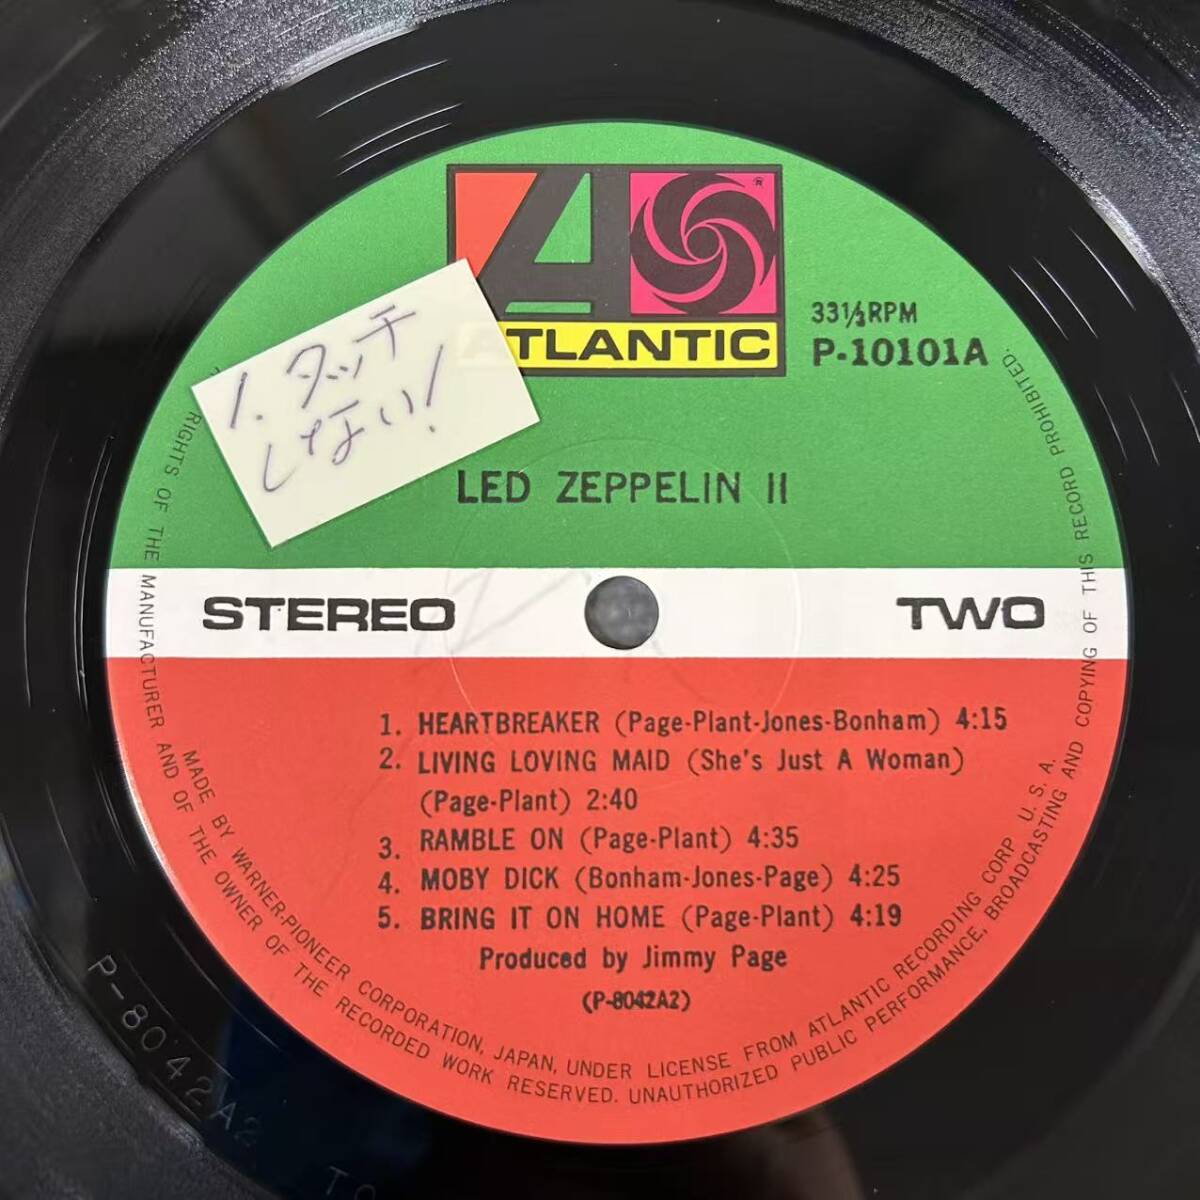 ATLANTIC
®
33⅓RPM
P-10101A
1. タッチ
しない!
LED ZEPPELIN II
STEREO
TWO
1. HEARTBREAKER (Page-Plant-Jones-Bonham) 4:15
2. LIVING LOVING MAID (She's Just A Woman)
(Page-Plant) 2:40
3. RAMBLE ON (Page-Plant) 4:35
4. MOBY DICK (Bonham-Jones-Page) 4:25
5. BRING IT ON HOME (Page-Plant) 4:19
Produced by Jimmy Page
(P-8042A2)
MADE BY WARNER-PIONEER CORPORATION, JAPAN, UNDER LICENSE FROM ATLANTIC RECORDING CORP. U. S. A.
RIGHTS OF THE MANUFACTURER AND OF THE OWNER OF THE RECORDED WORK RESERVED. UNAUTHORIZED PUBLIC PERFORMANCE, BROADCASTING AND COPYING OF THIS RECORD PROHIBITED.
P-8042A2